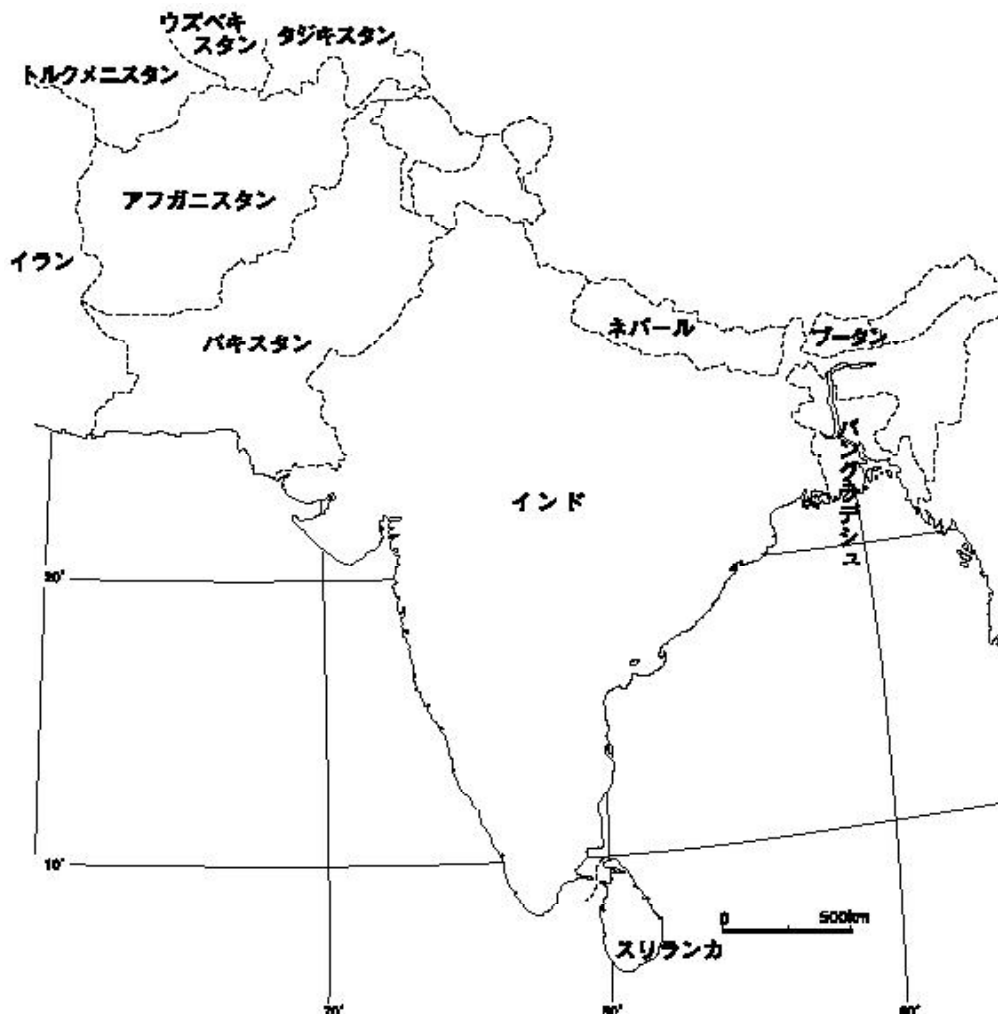 ウズベキ
スタン
タジキスタン
トルクメニスタン
アフガニスタン
イラン
パキスタン
ネパール
ブータン
バングラデシュ
インド
20°
10°
0 500km
スリランカ
70° 80° 90°